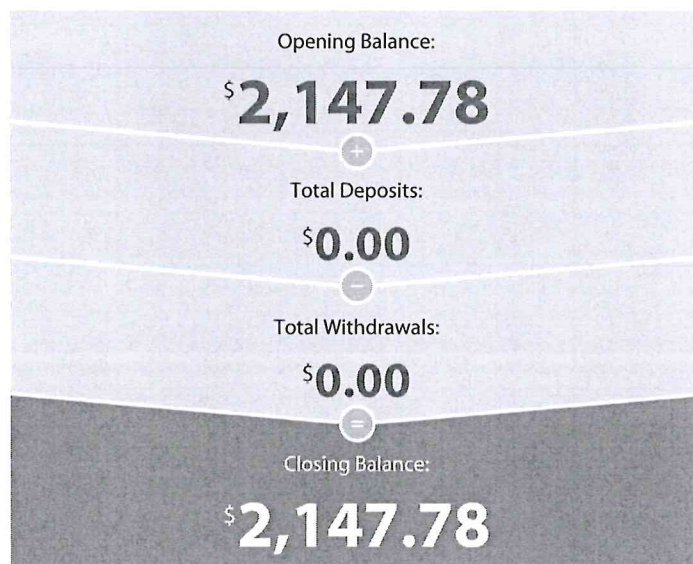 Opening Balance:
$2,147.78
+
Total Deposits:
$0.00
−
Total Withdrawals:
$0.00
=
Closing Balance:
$2,147.78